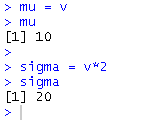 > mu = v
> mu
[1] 10
>
> sigma = v*2
> sigma
[1] 20
>